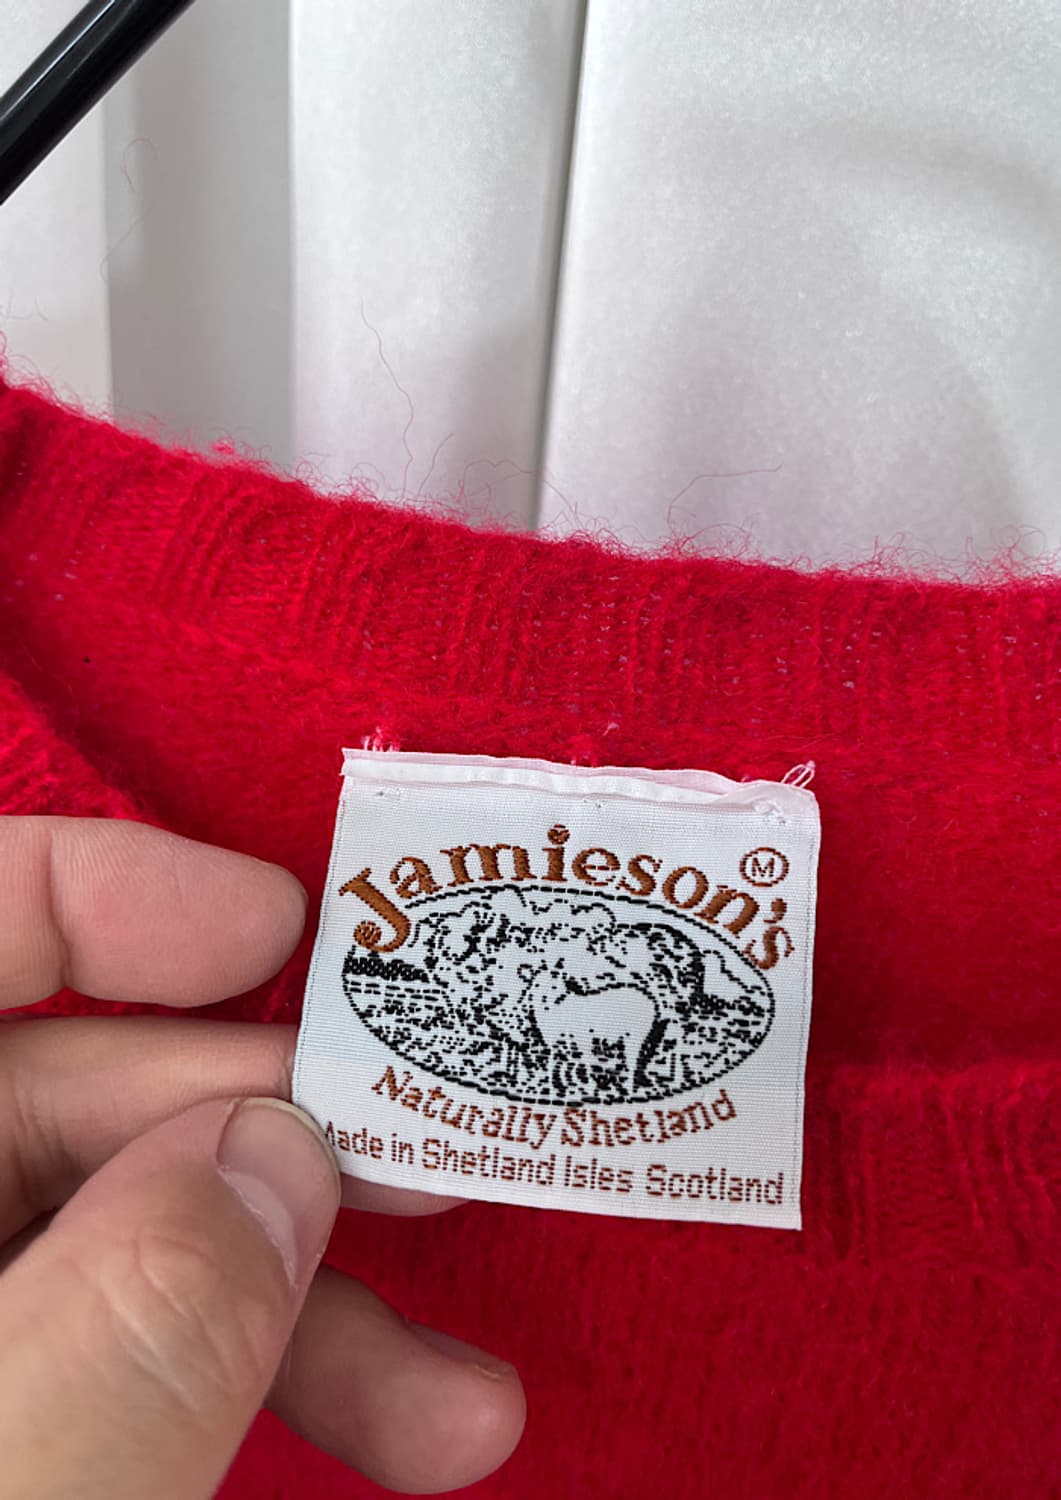 Jamieson's
M
Naturally Shetland
Made in Shetland Isles Scotland